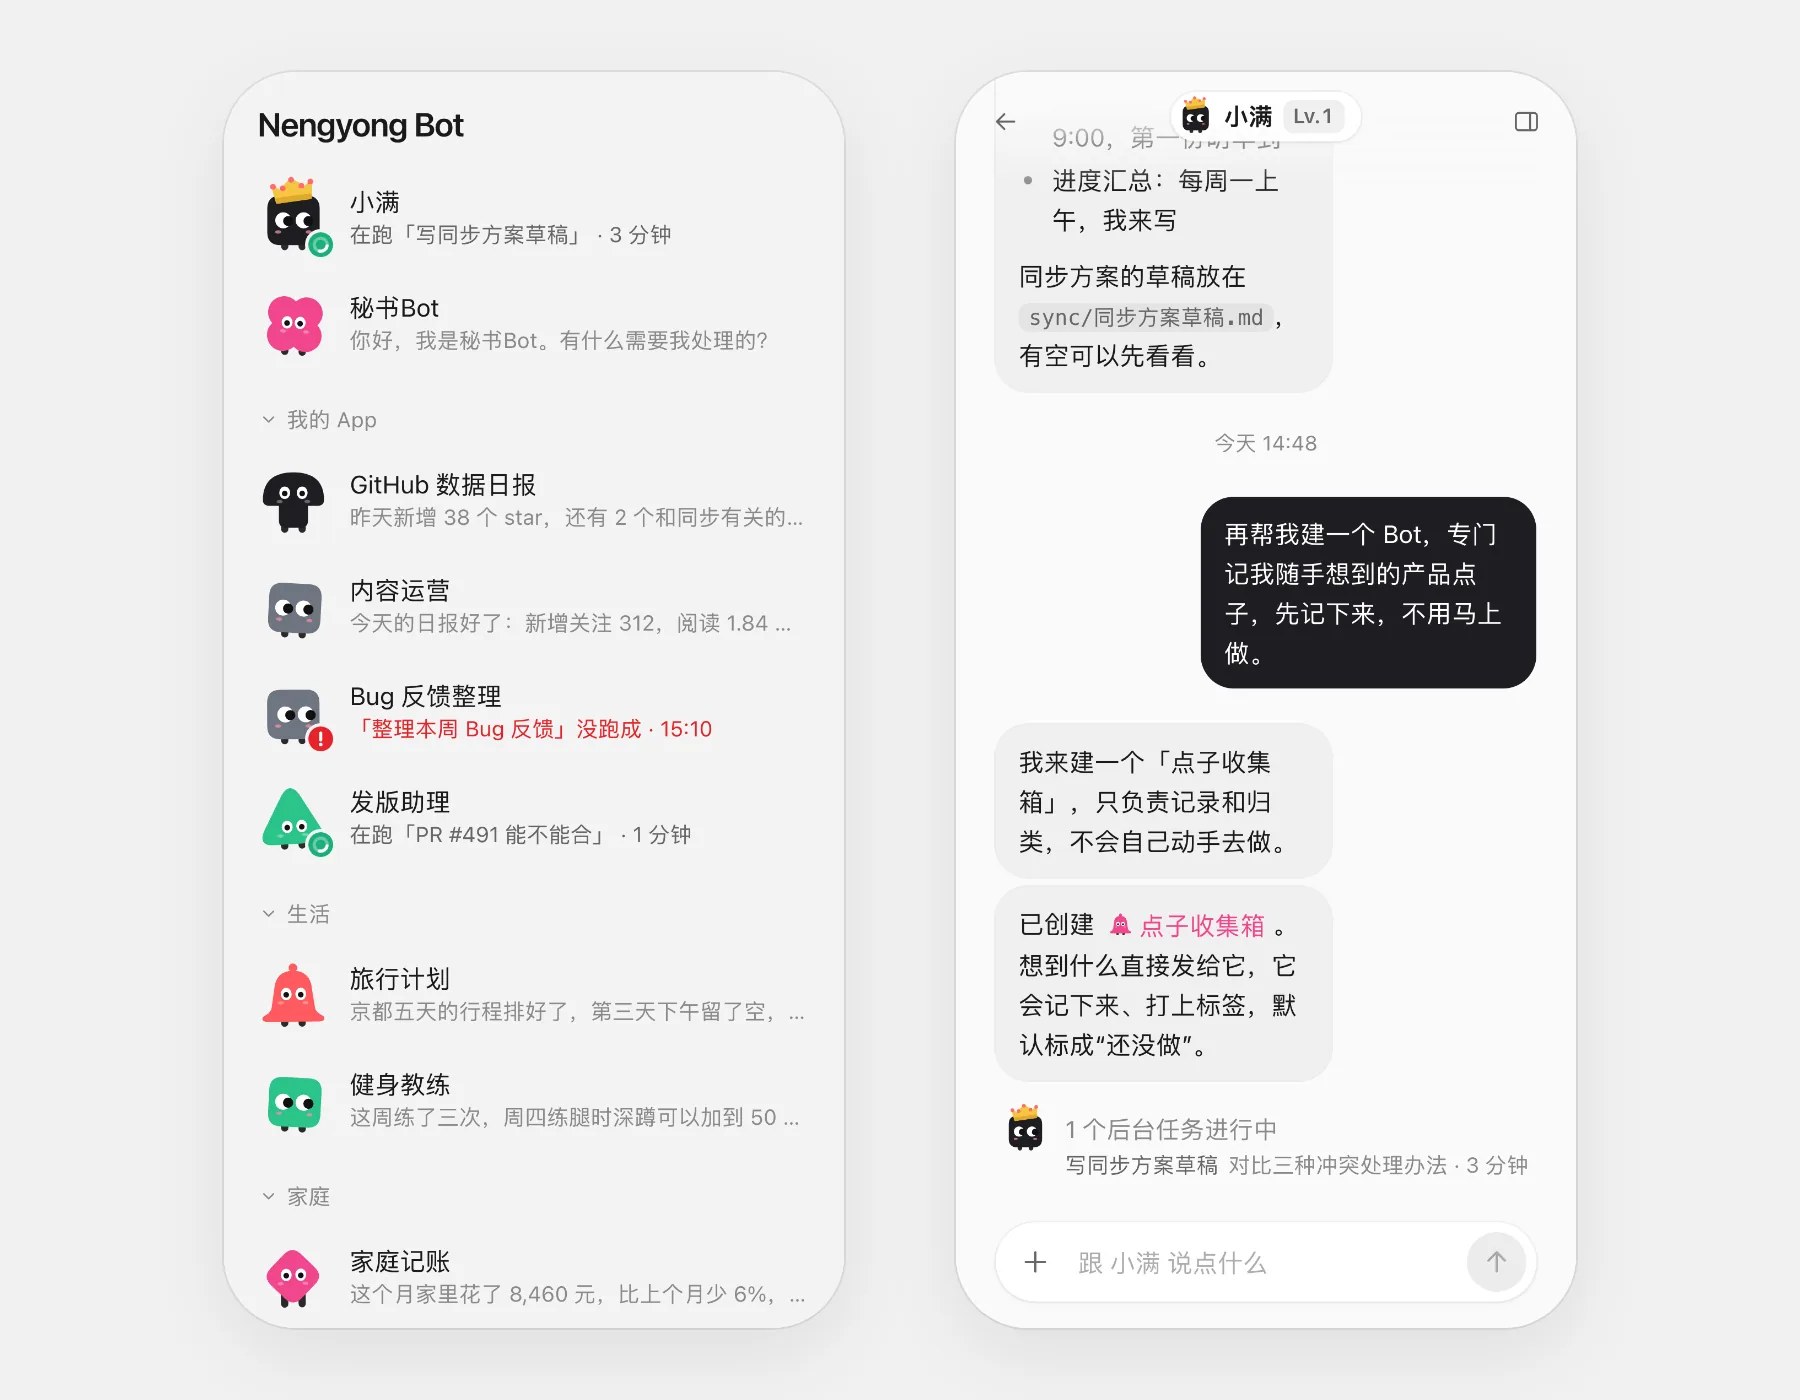 Nengyong Bot
小满
在跑「写同步方案草稿」 · 3 分钟
秘书Bot
你好，我是秘书Bot。有什么需要我处理的?
我的 App
GitHub 数据日报
昨天新增 38 个 star，还有 2 个和同步有关的...
内容运营
今天的日报好了：新增关注 312，阅读 1.84 ...
Bug 反馈整理
「整理本周 Bug 反馈」没跑成 · 15:10
发版助理
在跑「PR #491 能不能合」 · 1 分钟
生活
旅行计划
京都五天的行程排好了，第三天下午留了空，...
健身教练
这周练了三次，周四练腿时深蹲可以加到 50 ...
家庭
家庭记账
这个月家里花了 8,460 元，比上个月少 6%，...
小满 Lv.1
9:00，第一
进度汇总：每周一上
午，我来写
同步方案的草稿放在
sync/同步方案草稿.md，
有空可以先看看。
今天 14:48
再帮我建一个 Bot，专门
记我随手想到的产品点
子，先记下来，不用马上
做。
我来建一个「点子收集
箱」，只负责记录和归
类，不会自己动手去做。
已创建 点子收集箱 。
想到什么直接发给它，它
会记下来、打上标签，默
认标成“还没做”。
1 个后台任务进行中
写同步方案草稿 对比三种冲突处理办法 · 3 分钟
跟 小满 说点什么